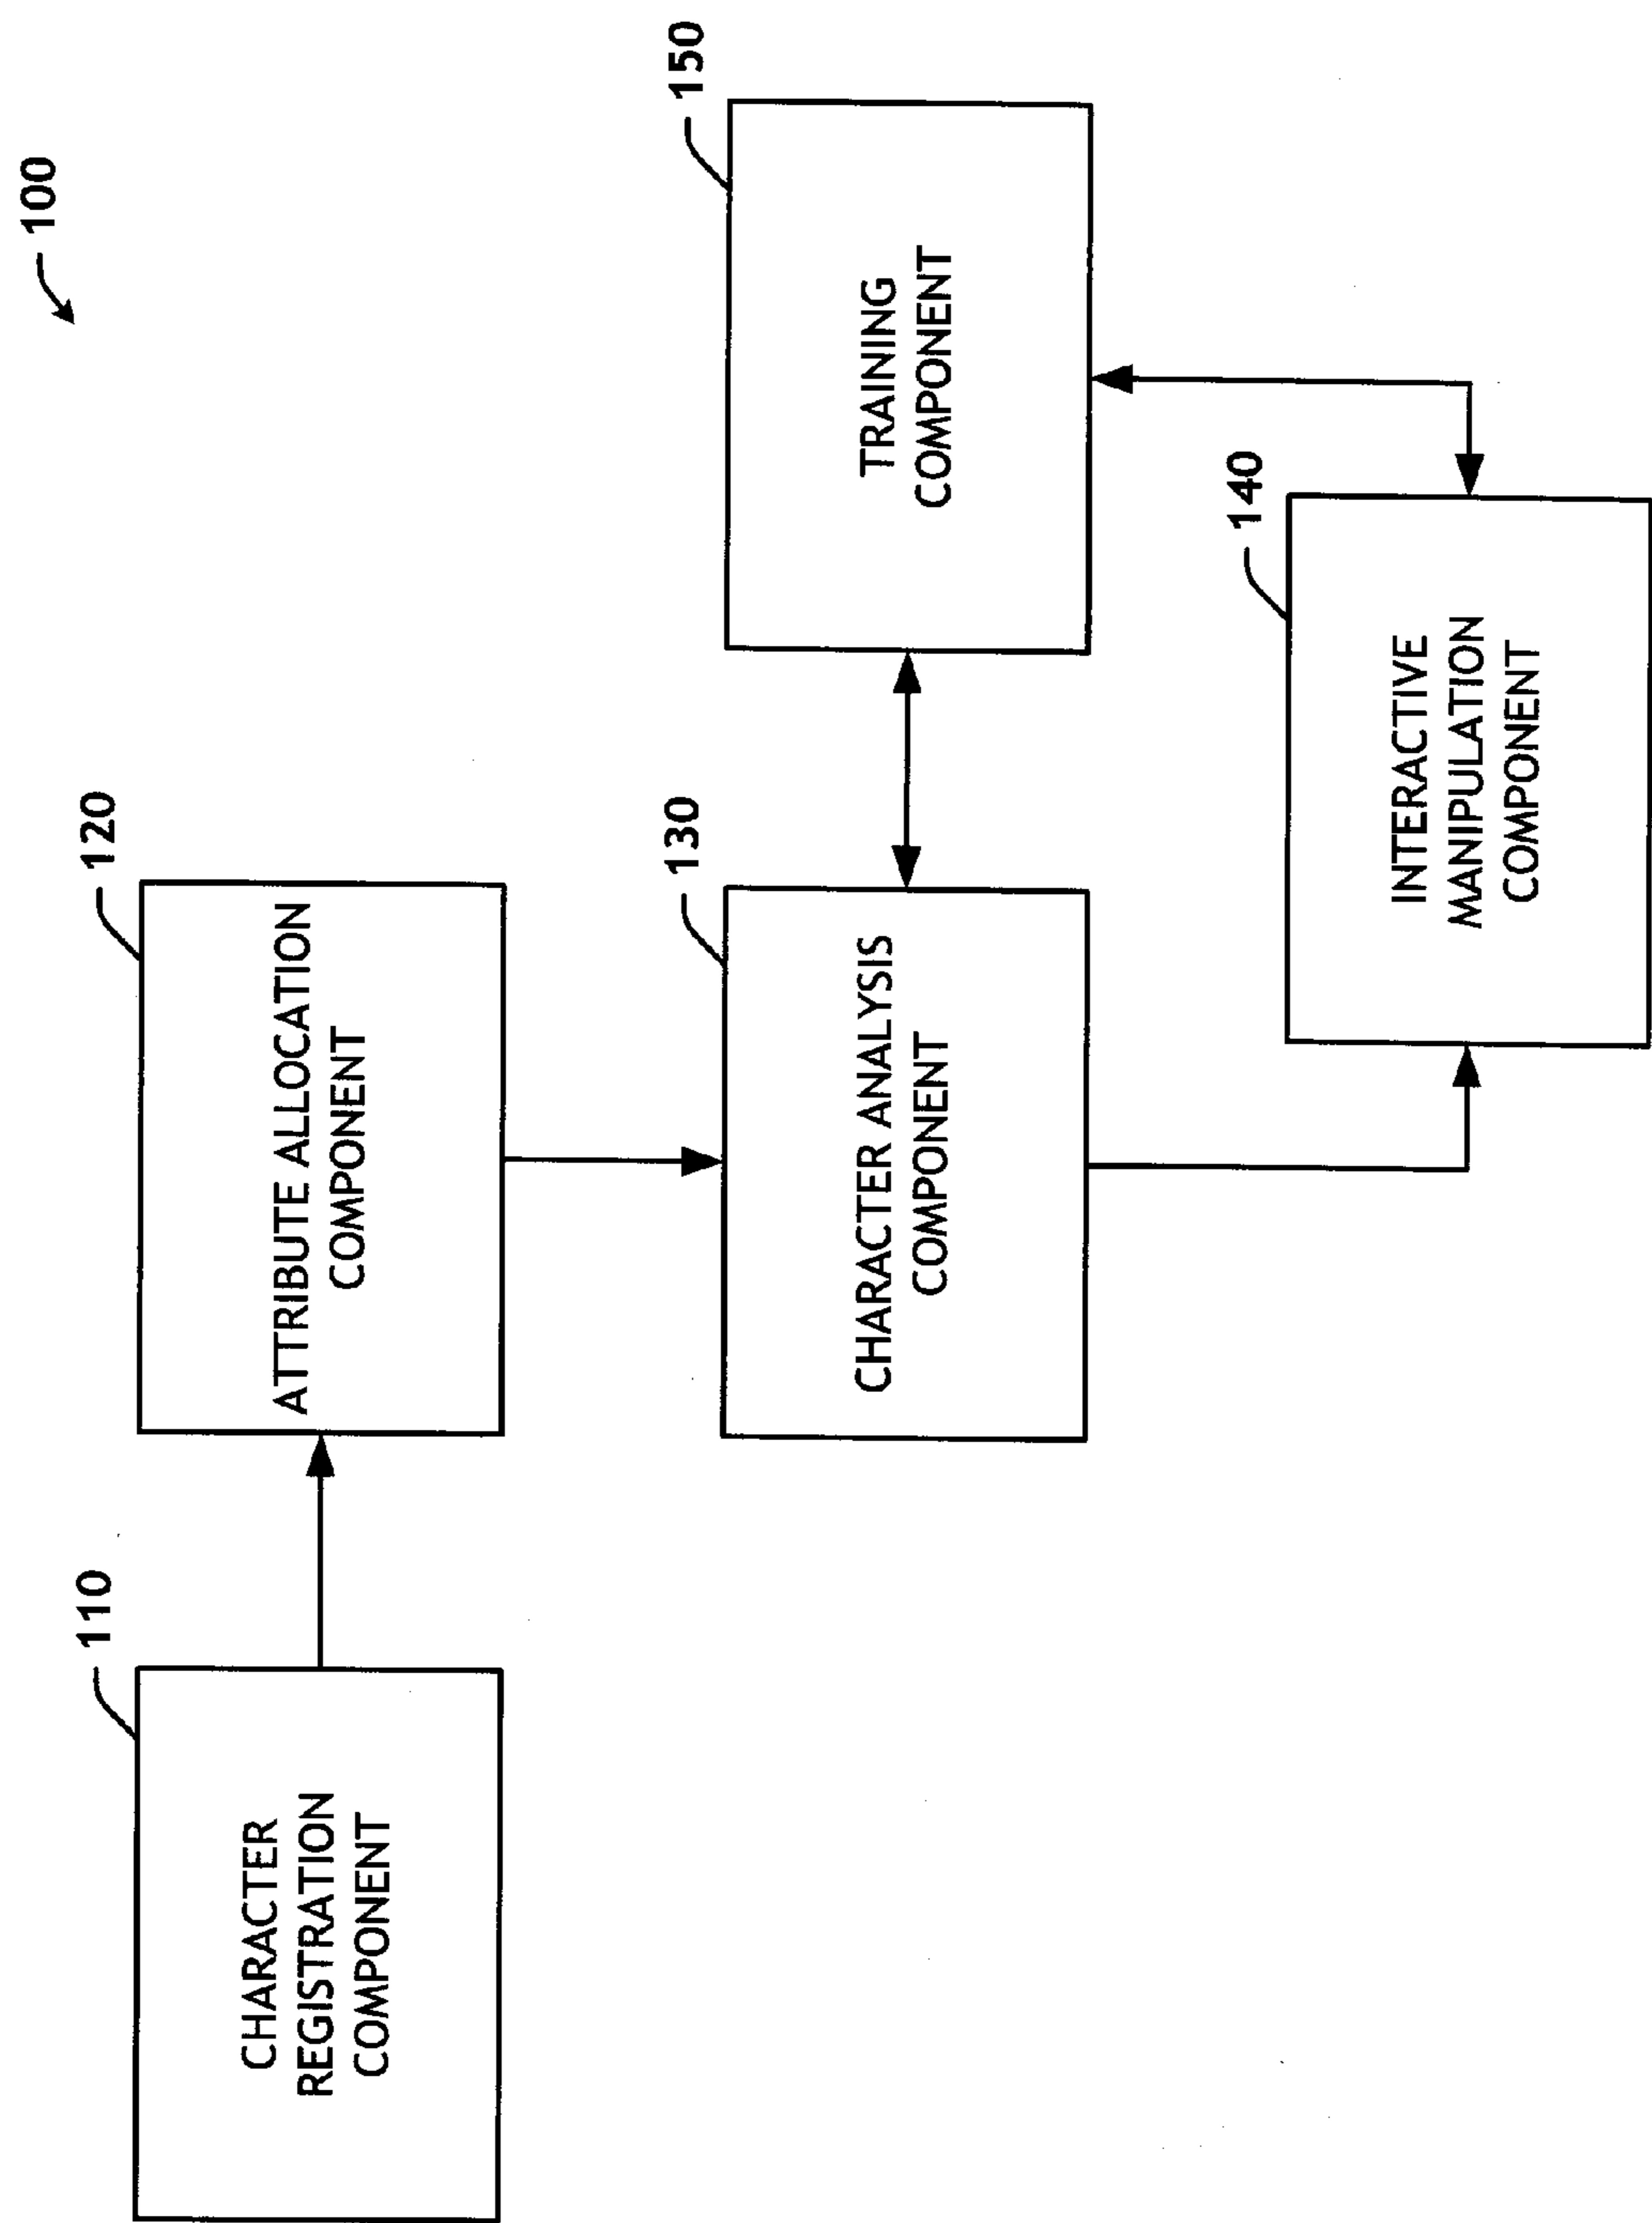 100
110
CHARACTER
REGISTRATION
COMPONENT
120
ATTRIBUTE ALLOCATION
COMPONENT
130
CHARACTER ANALYSIS
COMPONENT
150
TRAINING
COMPONENT
140
INTERACTIVE
MANIPULATION
COMPONENT